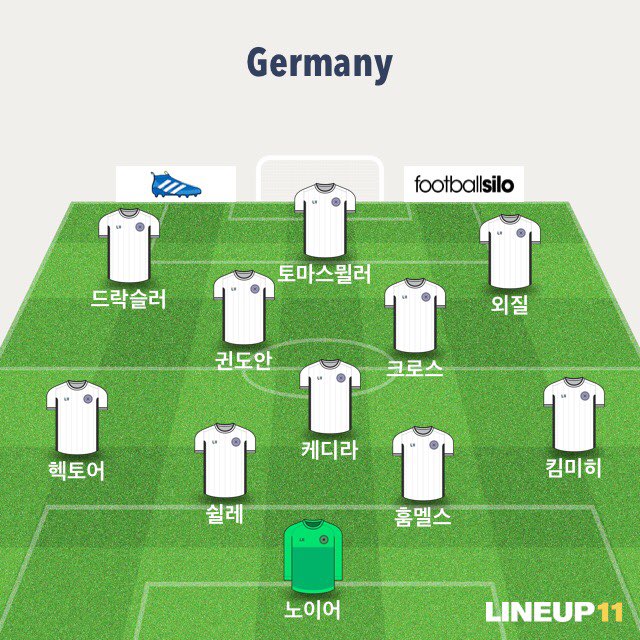 Germany
footballsilo
토마스뮐러
드락슬러
외질
귄도안
크로스
케디라
헥토어
킴미히
쉴레
훔멜스
노이어
LINEUP11